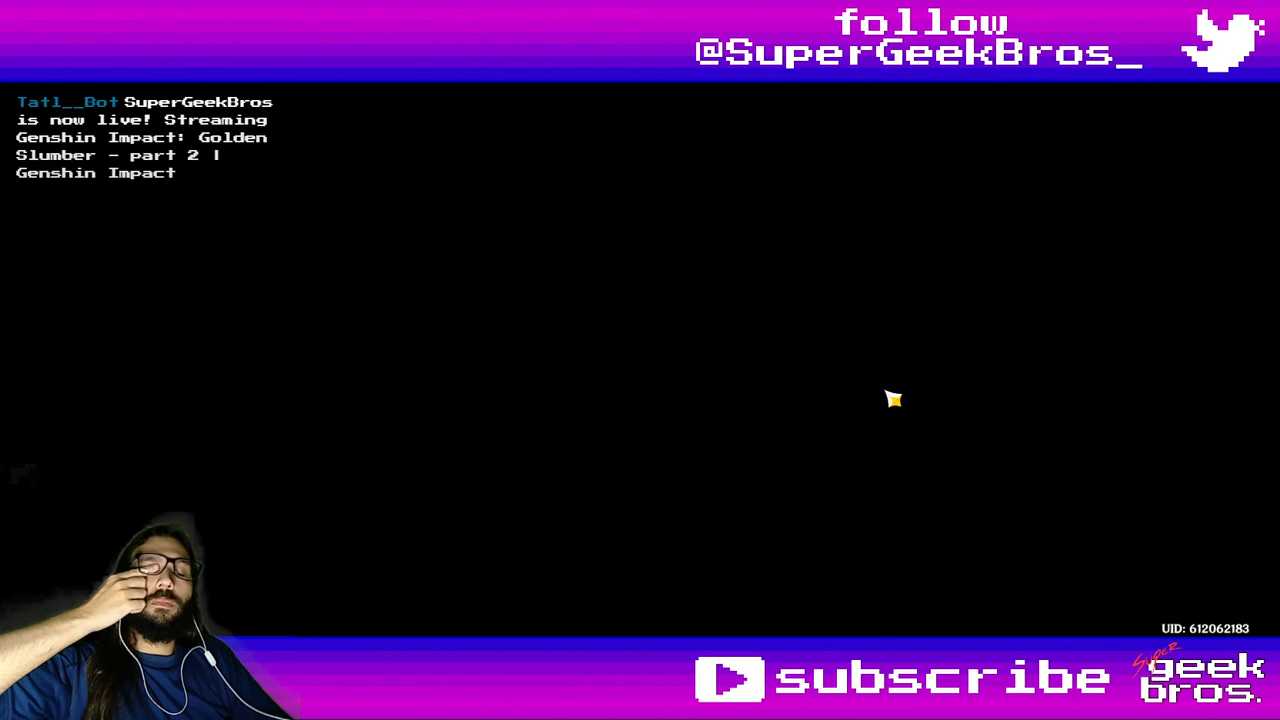 follow
@SuperGeekBros_
Tatl__Bot SuperGeekBros
is now live! Streaming
Genshin Impact: Golden
Slumber - part 2 |
Genshin Impact
UID: 612062183
subscribe
SUPER
geek
bros.